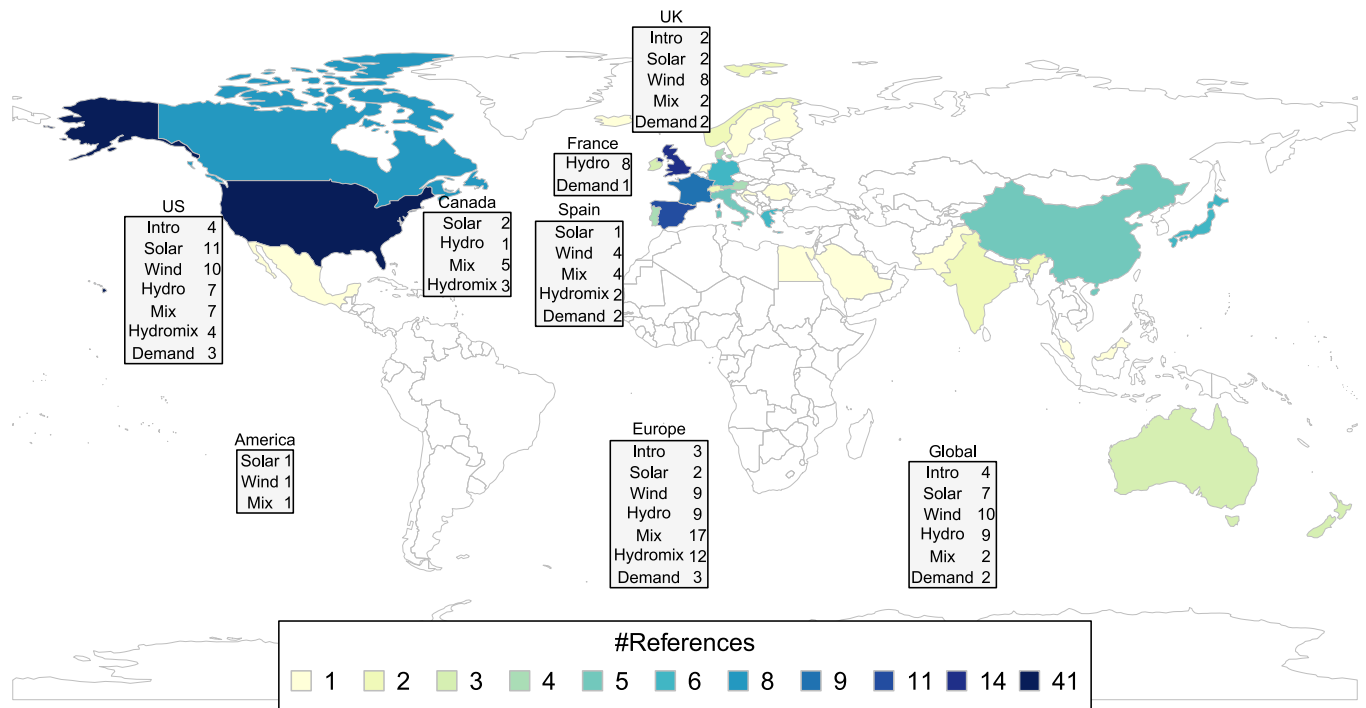 UK
Intro 2
Solar 2
Wind 8
Mix 2
Demand 2
France
Hydro 8
Demand 1
US
Intro 4
Solar 11
Wind 10
Hydro 7
Mix 7
Hydromix 4
Demand 3
Canada
Solar 2
Hydro 1
Mix 5
Hydromix 3
Spain
Solar 1
Wind 4
Mix 4
Hydromix 2
Demand 2
America
Solar 1
Wind 1
Mix 1
Europe
Intro 3
Solar 2
Wind 9
Hydro 9
Mix 17
Hydromix 12
Demand 3
Global
Intro 4
Solar 7
Wind 10
Hydro 9
Mix 2
Demand 2
#References
1 2 3 4 5 6 8 9 11 14 41